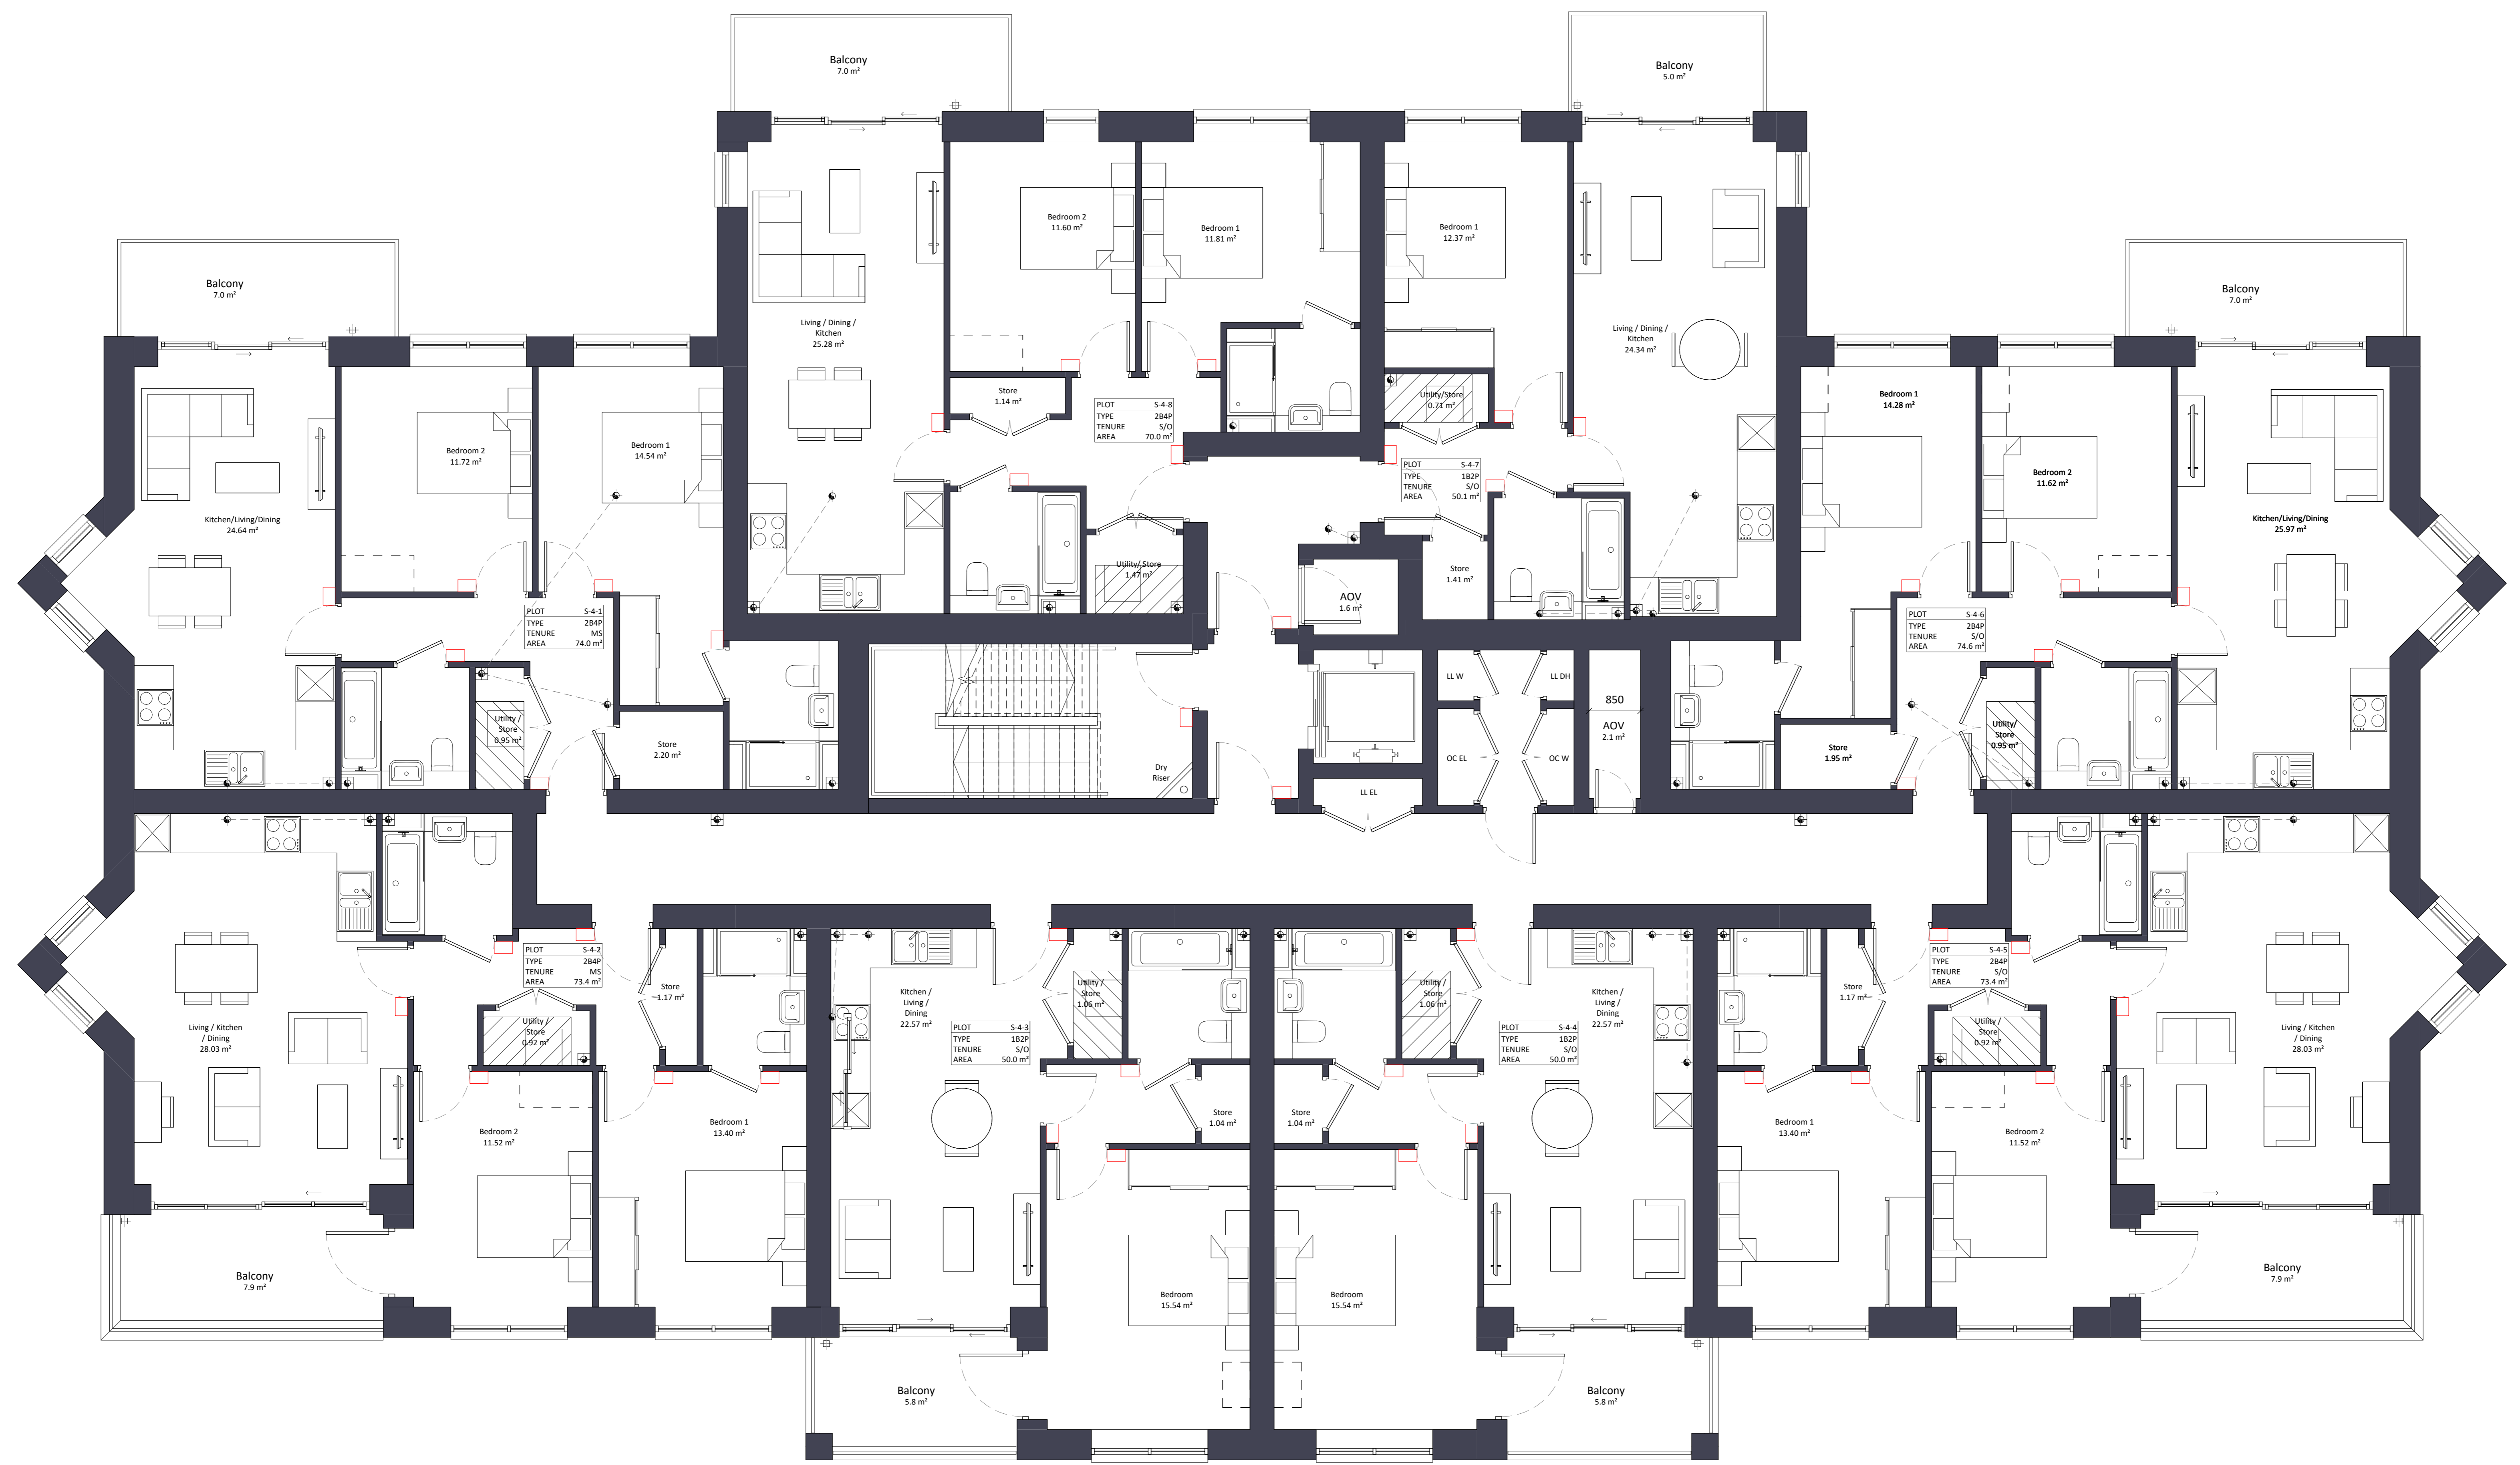 Balcony
7.0 m²
Balcony
5.0 m²
Balcony
7.0 m²
Balcony
7.0 m²
Living / Dining /
Kitchen
25.28 m²
Bedroom 2
11.60 m²
Bedroom 1
11.81 m²
Bedroom 1
12.37 m²
Living / Dining /
Kitchen
24.34 m²
Store
1.14 m²
PLOT S-4-8
TYPE 2B4P
TENURE S/O
AREA 70.0 m²
Utility/Store
0.71 m²
Bedroom 1
14.28 m²
Bedroom 2
11.72 m²
Bedroom 1
14.54 m²
PLOT S-4-7
TYPE 1B2P
TENURE S/O
AREA 50.1 m²
Bedroom 2
11.62 m²
Kitchen/Living/Dining
24.64 m²
Kitchen/Living/Dining
25.97 m²
Utility/ Store
1.47 m²
Store
1.41 m²
AOV
1.6 m²
PLOT S-4-1
TYPE 2B4P
TENURE MS
AREA 74.0 m²
PLOT S-4-6
TYPE 2B4P
TENURE S/O
AREA 74.6 m²
LL W
LL DH
850
AOV
2.1 m²
Utility /
Store
0.95 m²
Store
2.20 m²
Dry
Riser
OC EL
OC W
LL EL
Store
1.95 m²
Utility/
Store
0.95 m²
PLOT S-4-2
TYPE 2B4P
TENURE MS
AREA 73.4 m²
Store
1.17 m²
Kitchen /
Living /
Dining
22.57 m²
Utility /
Store
1.06 m²
Utility /
Store
1.06 m²
Kitchen /
Living /
Dining
22.57 m²
Store
1.17 m²
PLOT S-4-5
TYPE 2B4P
TENURE S/O
AREA 73.4 m²
Living / Kitchen
/ Dining
28.03 m²
Utility /
Store
0.92 m²
PLOT S-4-3
TYPE 1B2P
TENURE S/O
AREA 50.0 m²
PLOT S-4-4
TYPE 1B2P
TENURE S/O
AREA 50.0 m²
Utility /
Store
0.92 m²
Living / Kitchen
/ Dining
28.03 m²
Bedroom 2
11.52 m²
Bedroom 1
13.40 m²
Store
1.04 m²
Store
1.04 m²
Bedroom 1
13.40 m²
Bedroom 2
11.52 m²
Balcony
7.9 m²
Bedroom
15.54 m²
Bedroom
15.54 m²
Balcony
7.9 m²
Balcony
5.8 m²
Balcony
5.8 m²